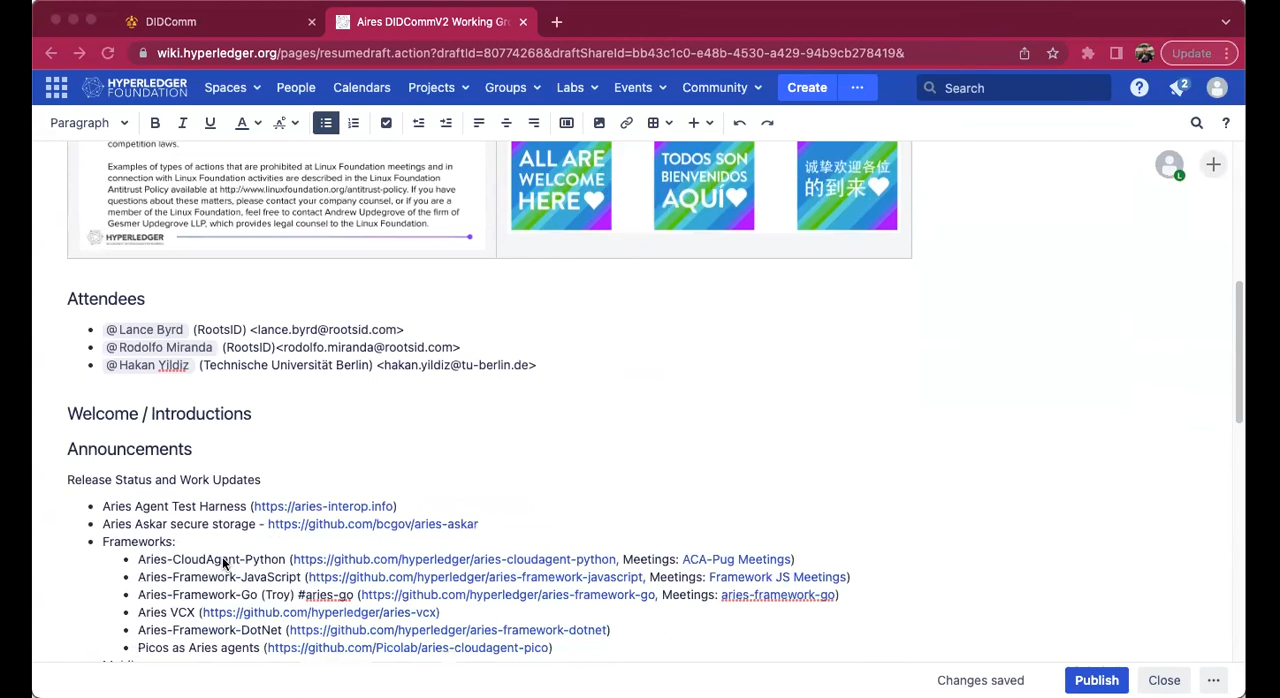 DIDComm
Aires DIDCommV2 Working Gr
wiki.hyperledger.org/pages/resumedraft.action?draftId=80774268&draftShareId=bb43c1c0-e48b-4530-a429-94b9cb278419&
Update
HYPERLEDGER FOUNDATION
Spaces People Calendars Projects Groups Labs Events Community Create ... Search 2
Paragraph B I U A
competition laws.
Examples of types of actions that are prohibited at Linux Foundation meetings and in
connection with Linux Foundation activities are described in the Linux Foundation
Antitrust Policy available at http://www.linuxfoundation.org/antitrust-policy. If you have
questions about these matters, please contact your company counsel, or if you are a
member of the Linux Foundation, feel free to contact Andrew Updegrove of the firm of
Gesmer Updegrove LLP, which provides legal counsel to the Linux Foundation.
HYPERLEDGER
ALL ARE
WELCOME
HERE
TODOS SON
BIENVENIDOS
AQUÍ
诚挚欢迎各位
的到来
L
Attendees
• @Lance Byrd (RootsID) <lance.byrd@rootsid.com>
• @Rodolfo Miranda (RootsID)<rodolfo.miranda@rootsid.com>
• @Hakan Yildiz (Technische Universität Berlin) <hakan.yildiz@tu-berlin.de>
Welcome / Introductions
Announcements
Release Status and Work Updates
• Aries Agent Test Harness (https://aries-interop.info)
• Aries Askar secure storage - https://github.com/bcgov/aries-askar
• Frameworks:
• Aries-CloudAgent-Python (https://github.com/hyperledger/aries-cloudagent-python, Meetings: ACA-Pug Meetings)
• Aries-Framework-JavaScript (https://github.com/hyperledger/aries-framework-javascript, Meetings: Framework JS Meetings)
• Aries-Framework-Go (Troy) #aries-go (https://github.com/hyperledger/aries-framework-go, Meetings: aries-framework-go)
• Aries VCX (https://github.com/hyperledger/aries-vcx)
• Aries-Framework-DotNet (https://github.com/hyperledger/aries-framework-dotnet)
• Picos as Aries agents (https://github.com/Picolab/aries-cloudagent-pico)
Changes saved Publish Close ...